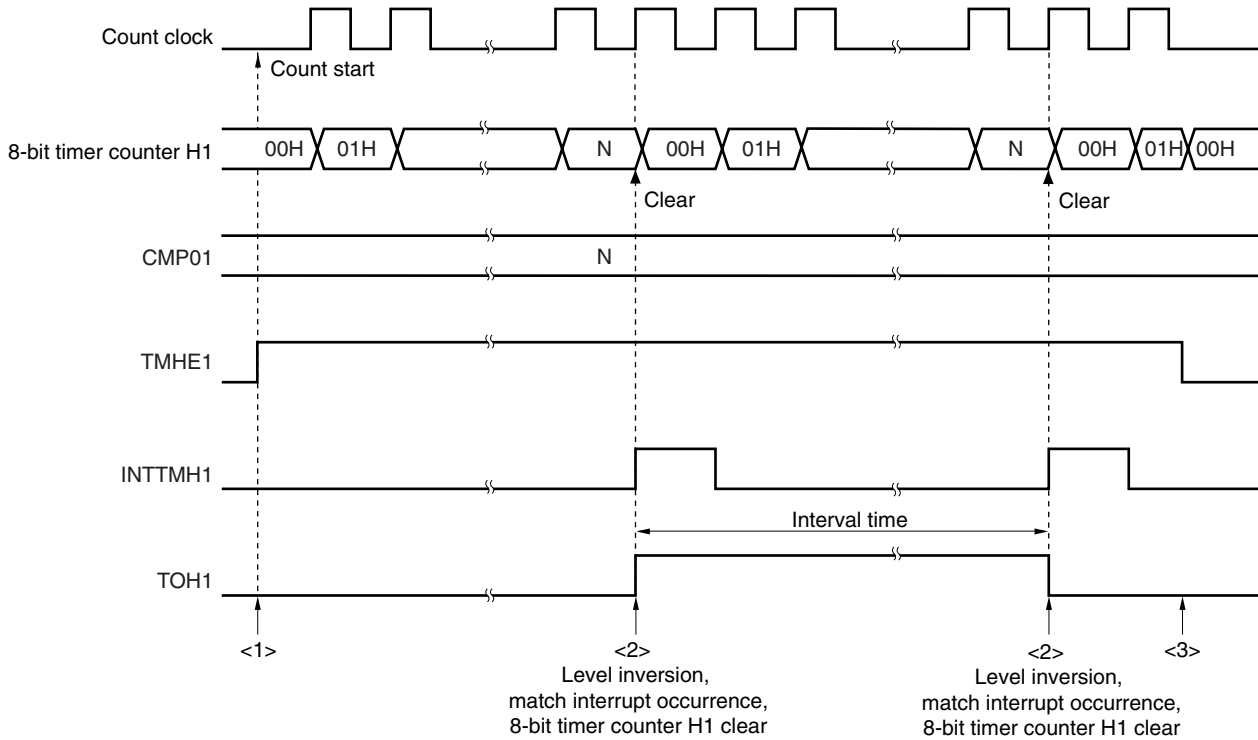 Count clock
Count start
8-bit timer counter H1
00H 01H N 00H 01H N 00H 01H 00H
Clear Clear
CMP01
N
TMHE1
INTTMH1
Interval time
TOH1
<1> <2> <2> <3>
Level inversion, Level inversion,
match interrupt occurrence, match interrupt occurrence,
8-bit timer counter H1 clear 8-bit timer counter H1 clear